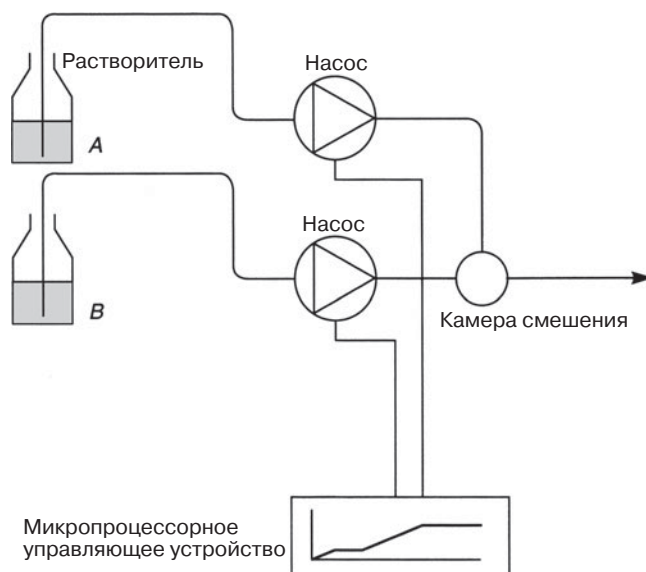 Растворитель
Насос
A
Насос
B
Камера смешения
Микропроцессорное
управляющее устройство